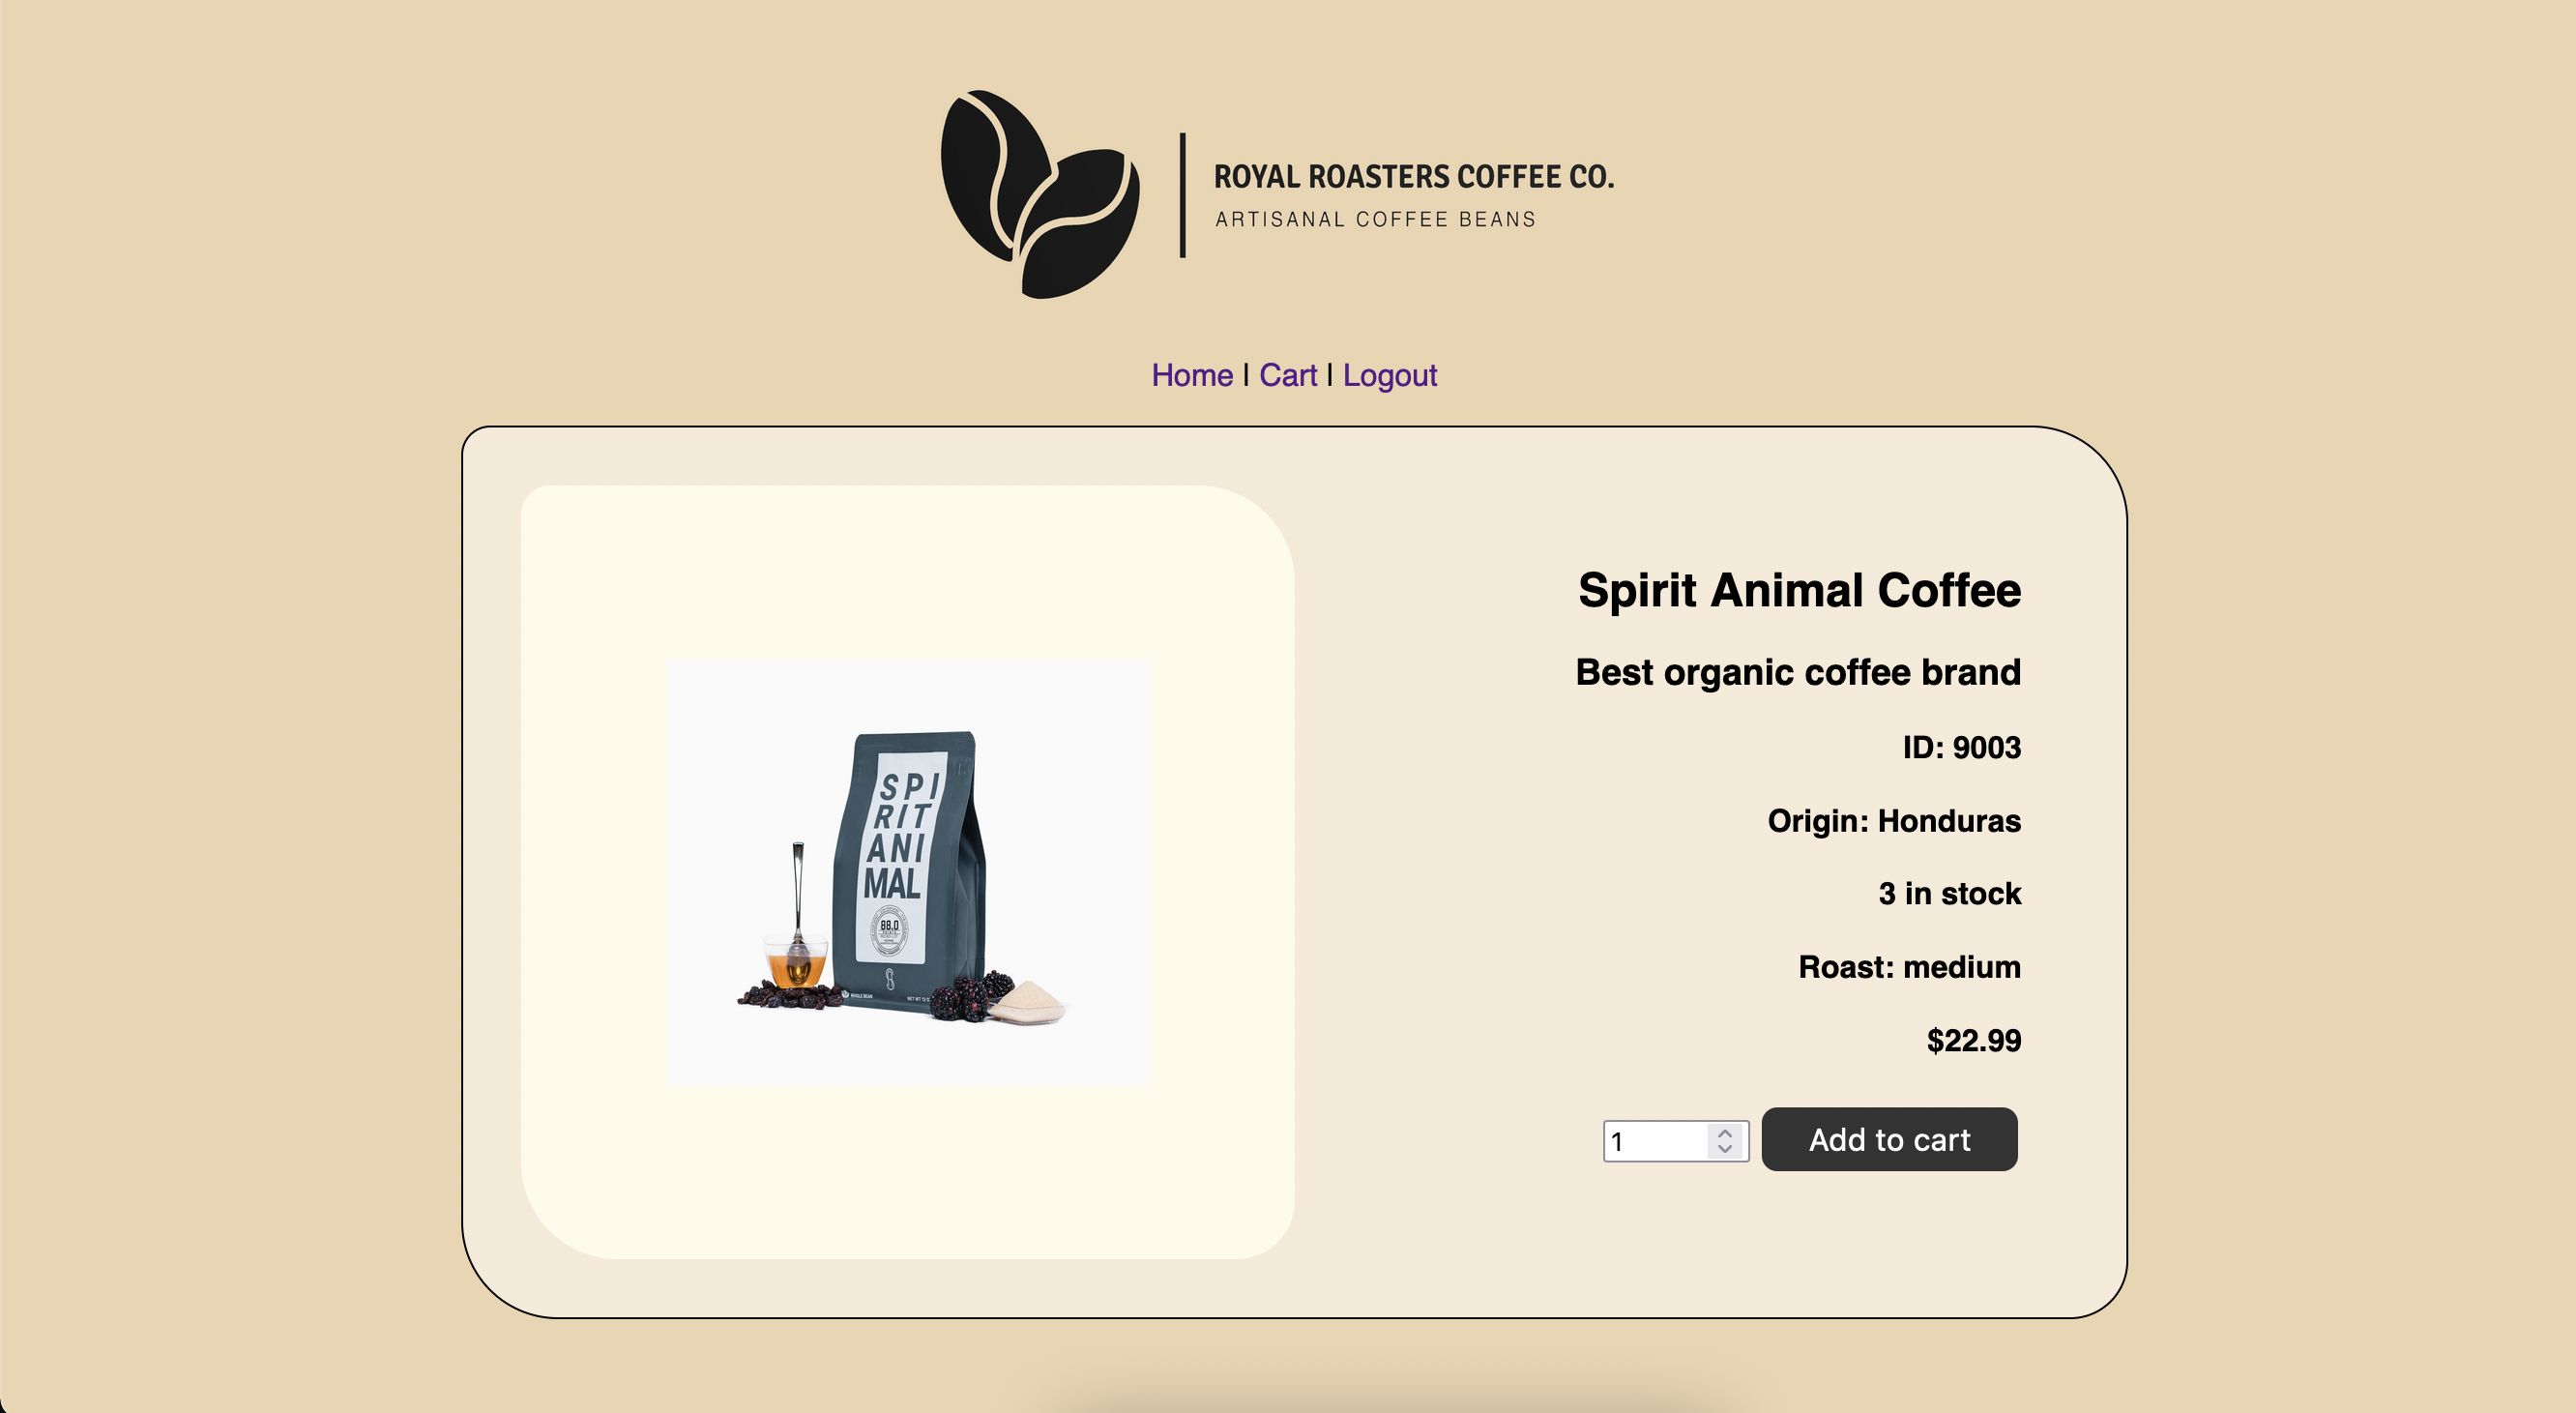 ROYAL ROASTERS COFFEE CO.
ARTISANAL COFFEE BEANS
Home | Cart | Logout
SPI
RIT
ANI
MAL
88.0
WHOLE BEAN
Spirit Animal Coffee
Best organic coffee brand
ID: 9003
Origin: Honduras
3 in stock
Roast: medium
$22.99
1
Add to cart